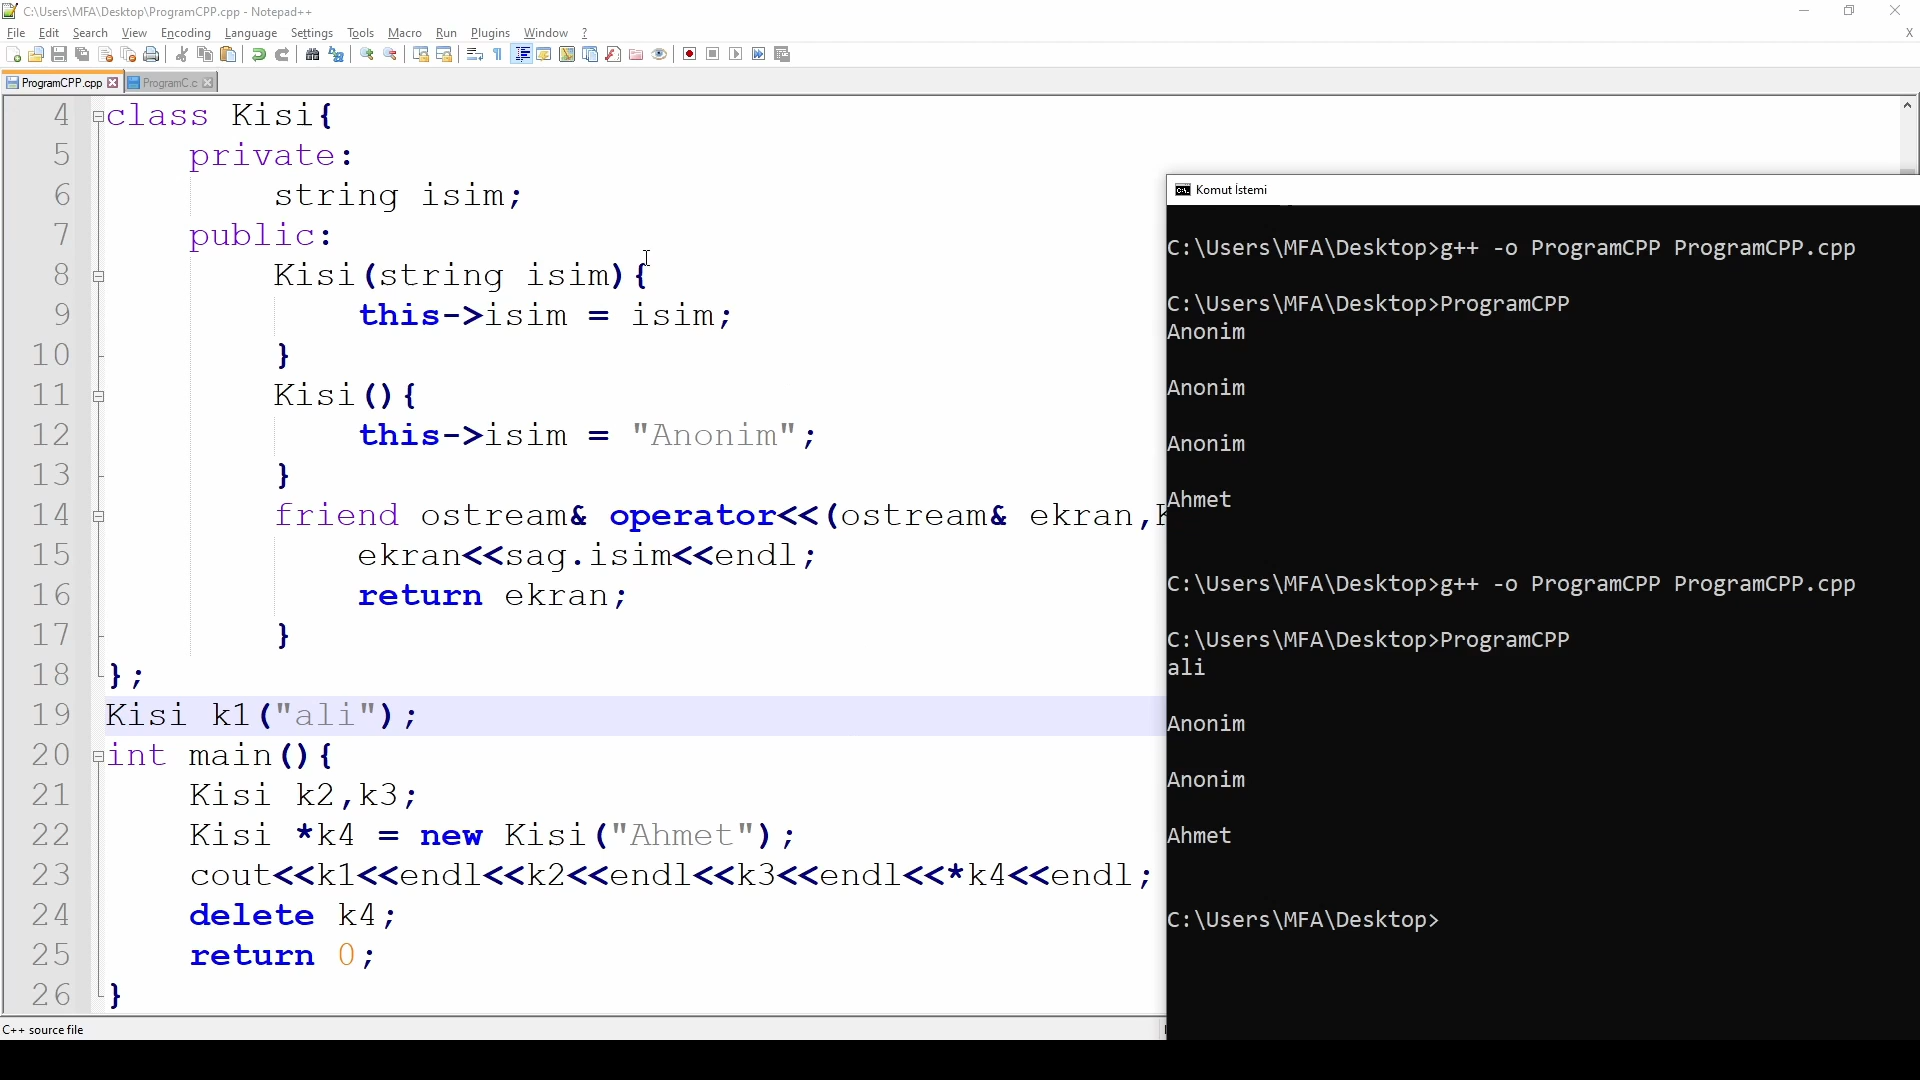 C:\Users\MFA\Desktop\ProgramCPP.cpp - Notepad++
File Edit Search View Encoding Language Settings Tools Macro Run Plugins Window ?
X
ProgramCPP.cpp ProgramC.c
4 class Kisi{
5 private:
6 string isim;
7 public:
8 Kisi(string isim){
9 this->isim = isim;
10 }
11 Kisi(){
12 this->isim = "Anonim";
13 }
14 friend ostream& operator<<(ostream& ekran,K
15 ekran<<sag.isim<<endl;
16 return ekran;
17 }
18 };
19 Kisi k1("ali");
20 int main(){
21 Kisi k2,k3;
22 Kisi *k4 = new Kisi("Ahmet");
23 cout<<k1<<endl<<k2<<endl<<k3<<endl<<*k4<<endl;
24 delete k4;
25 return 0;
26 }
C++ source file
Komut İstemi
C:\Users\MFA\Desktop>g++ -o ProgramCPP ProgramCPP.cpp
C:\Users\MFA\Desktop>ProgramCPP
Anonim
Anonim
Anonim
Ahmet
C:\Users\MFA\Desktop>g++ -o ProgramCPP ProgramCPP.cpp
C:\Users\MFA\Desktop>ProgramCPP
ali
Anonim
Anonim
Ahmet
C:\Users\MFA\Desktop>